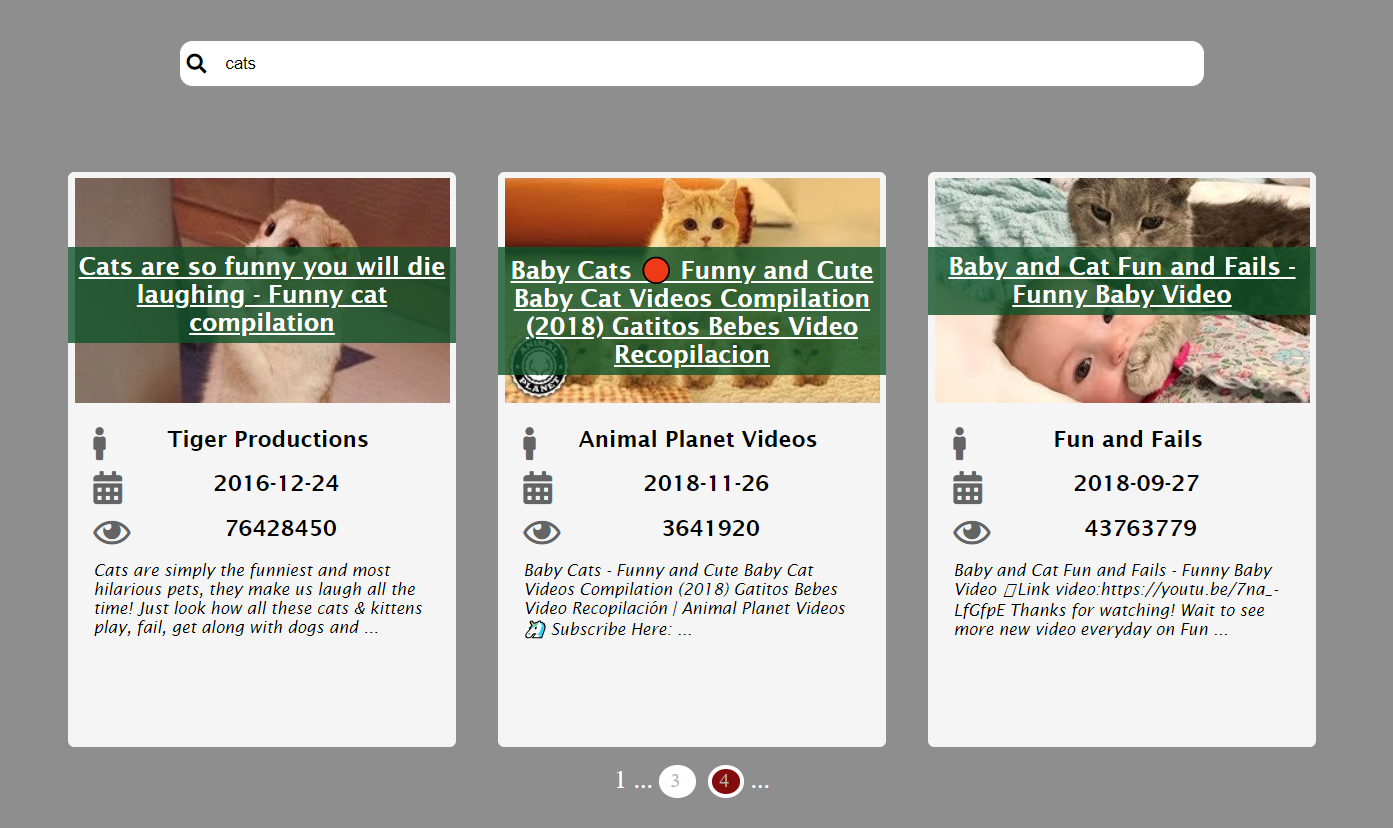 cats
Cats are so funny you will die
laughing - Funny cat
compilation
Tiger Productions
2016-12-24
76428450
Cats are simply the funniest and most
hilarious pets, they make us laugh all the
time! Just look how all these cats & kittens
play, fail, get along with dogs and ...
Baby Cats 🔴 Funny and Cute
Baby Cat Videos Compilation
(2018) Gatitos Bebes Video
Recopilacion
ANIMAL
PLANET
Animal Planet Videos
2018-11-26
3641920
Baby Cats - Funny and Cute Baby Cat
Videos Compilation (2018) Gatitos Bebes
Video Recopilación | Animal Planet Videos
🦄 Subscribe Here: ...
Baby and Cat Fun and Fails -
Funny Baby Video
Fun and Fails
2018-09-27
43763779
Baby and Cat Fun and Fails - Funny Baby
Video Link video:https://youtu.be/7na_-
LfGfpE Thanks for watching! Wait to see
more new video everyday on Fun ...
1 ... 3 4 ...